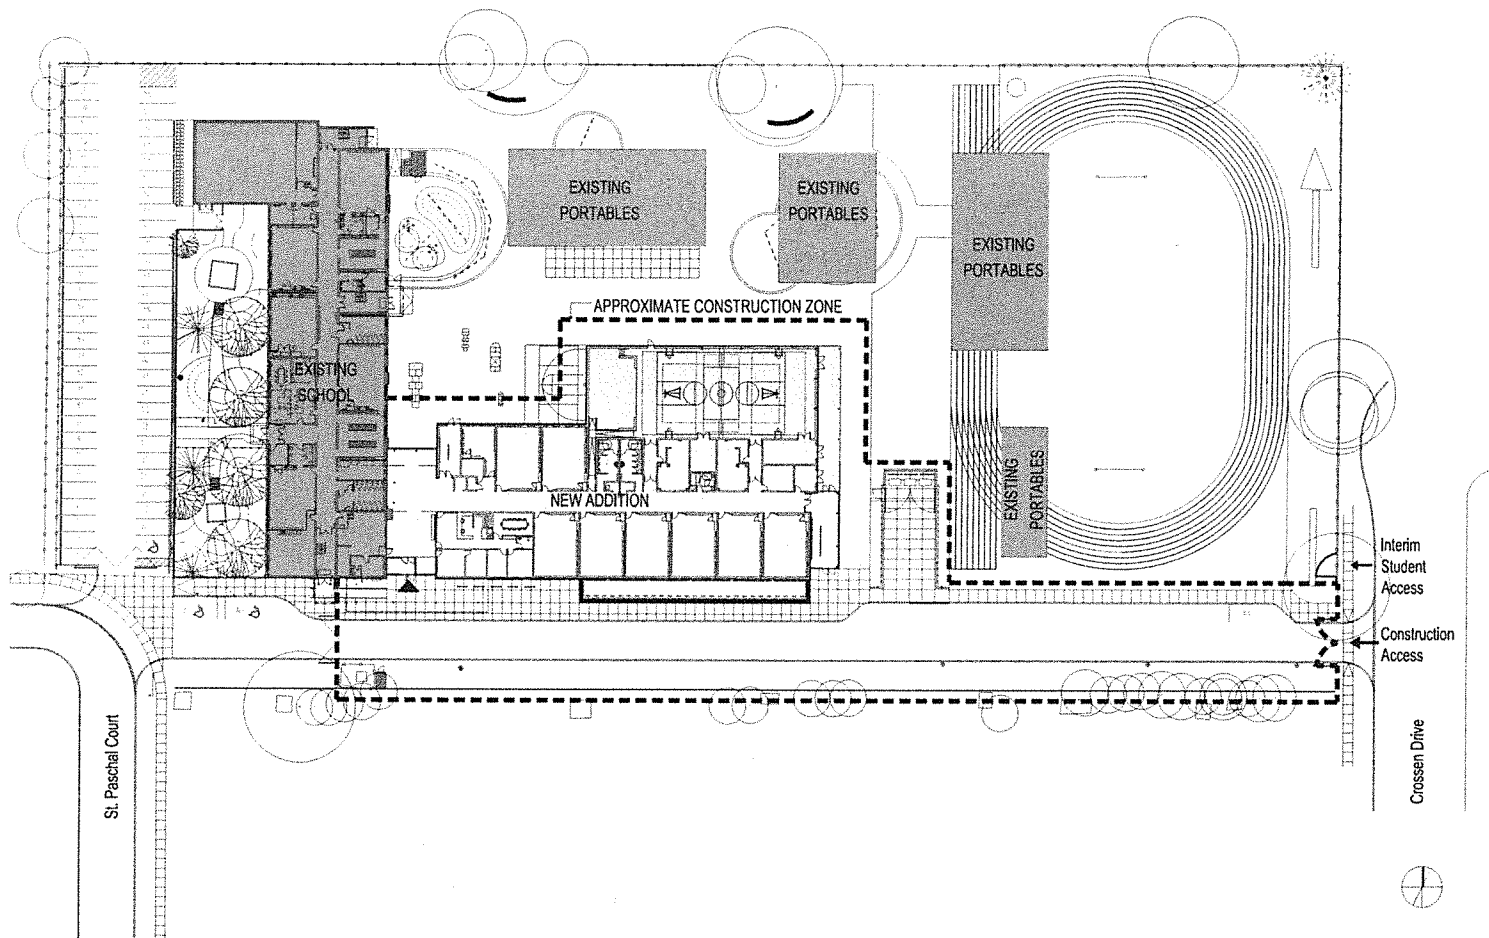 EXISTING
PORTABLES
EXISTING
PORTABLES
EXISTING
PORTABLES
APPROXIMATE CONSTRUCTION ZONE
EXISTING
SCHOOL
NEW ADDITION
EXISTING
PORTABLES
Interim
Student
Access
Construction
Access
St. Paschal Court
Crossen Drive